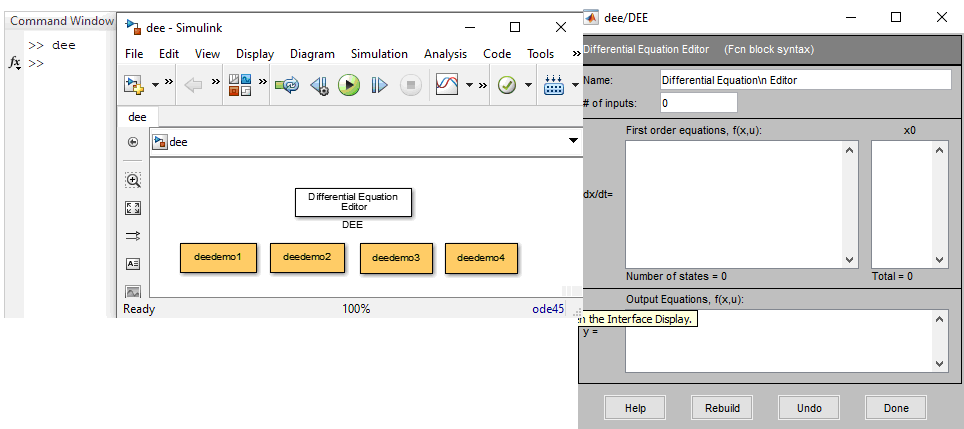 Command Window
>> dee
fx >>
dee - Simulink
File Edit View Display Diagram Simulation Analysis Code Tools »
» » »
dee
dee
Differential Equation
Editor
DEE
deedemo1 deedemo2 deedemo3 deedemo4
Ready 100% ode45
dee/DEE
Differential Equation Editor (Fcn block syntax)
Name: Differential Equation\n Editor
# of inputs: 0
First order equations, f(x,u): x0
dx/dt=
Number of states = 0 Total = 0
Output Equations, f(x,u):
n the Interface Display.
y =
Help Rebuild Undo Done